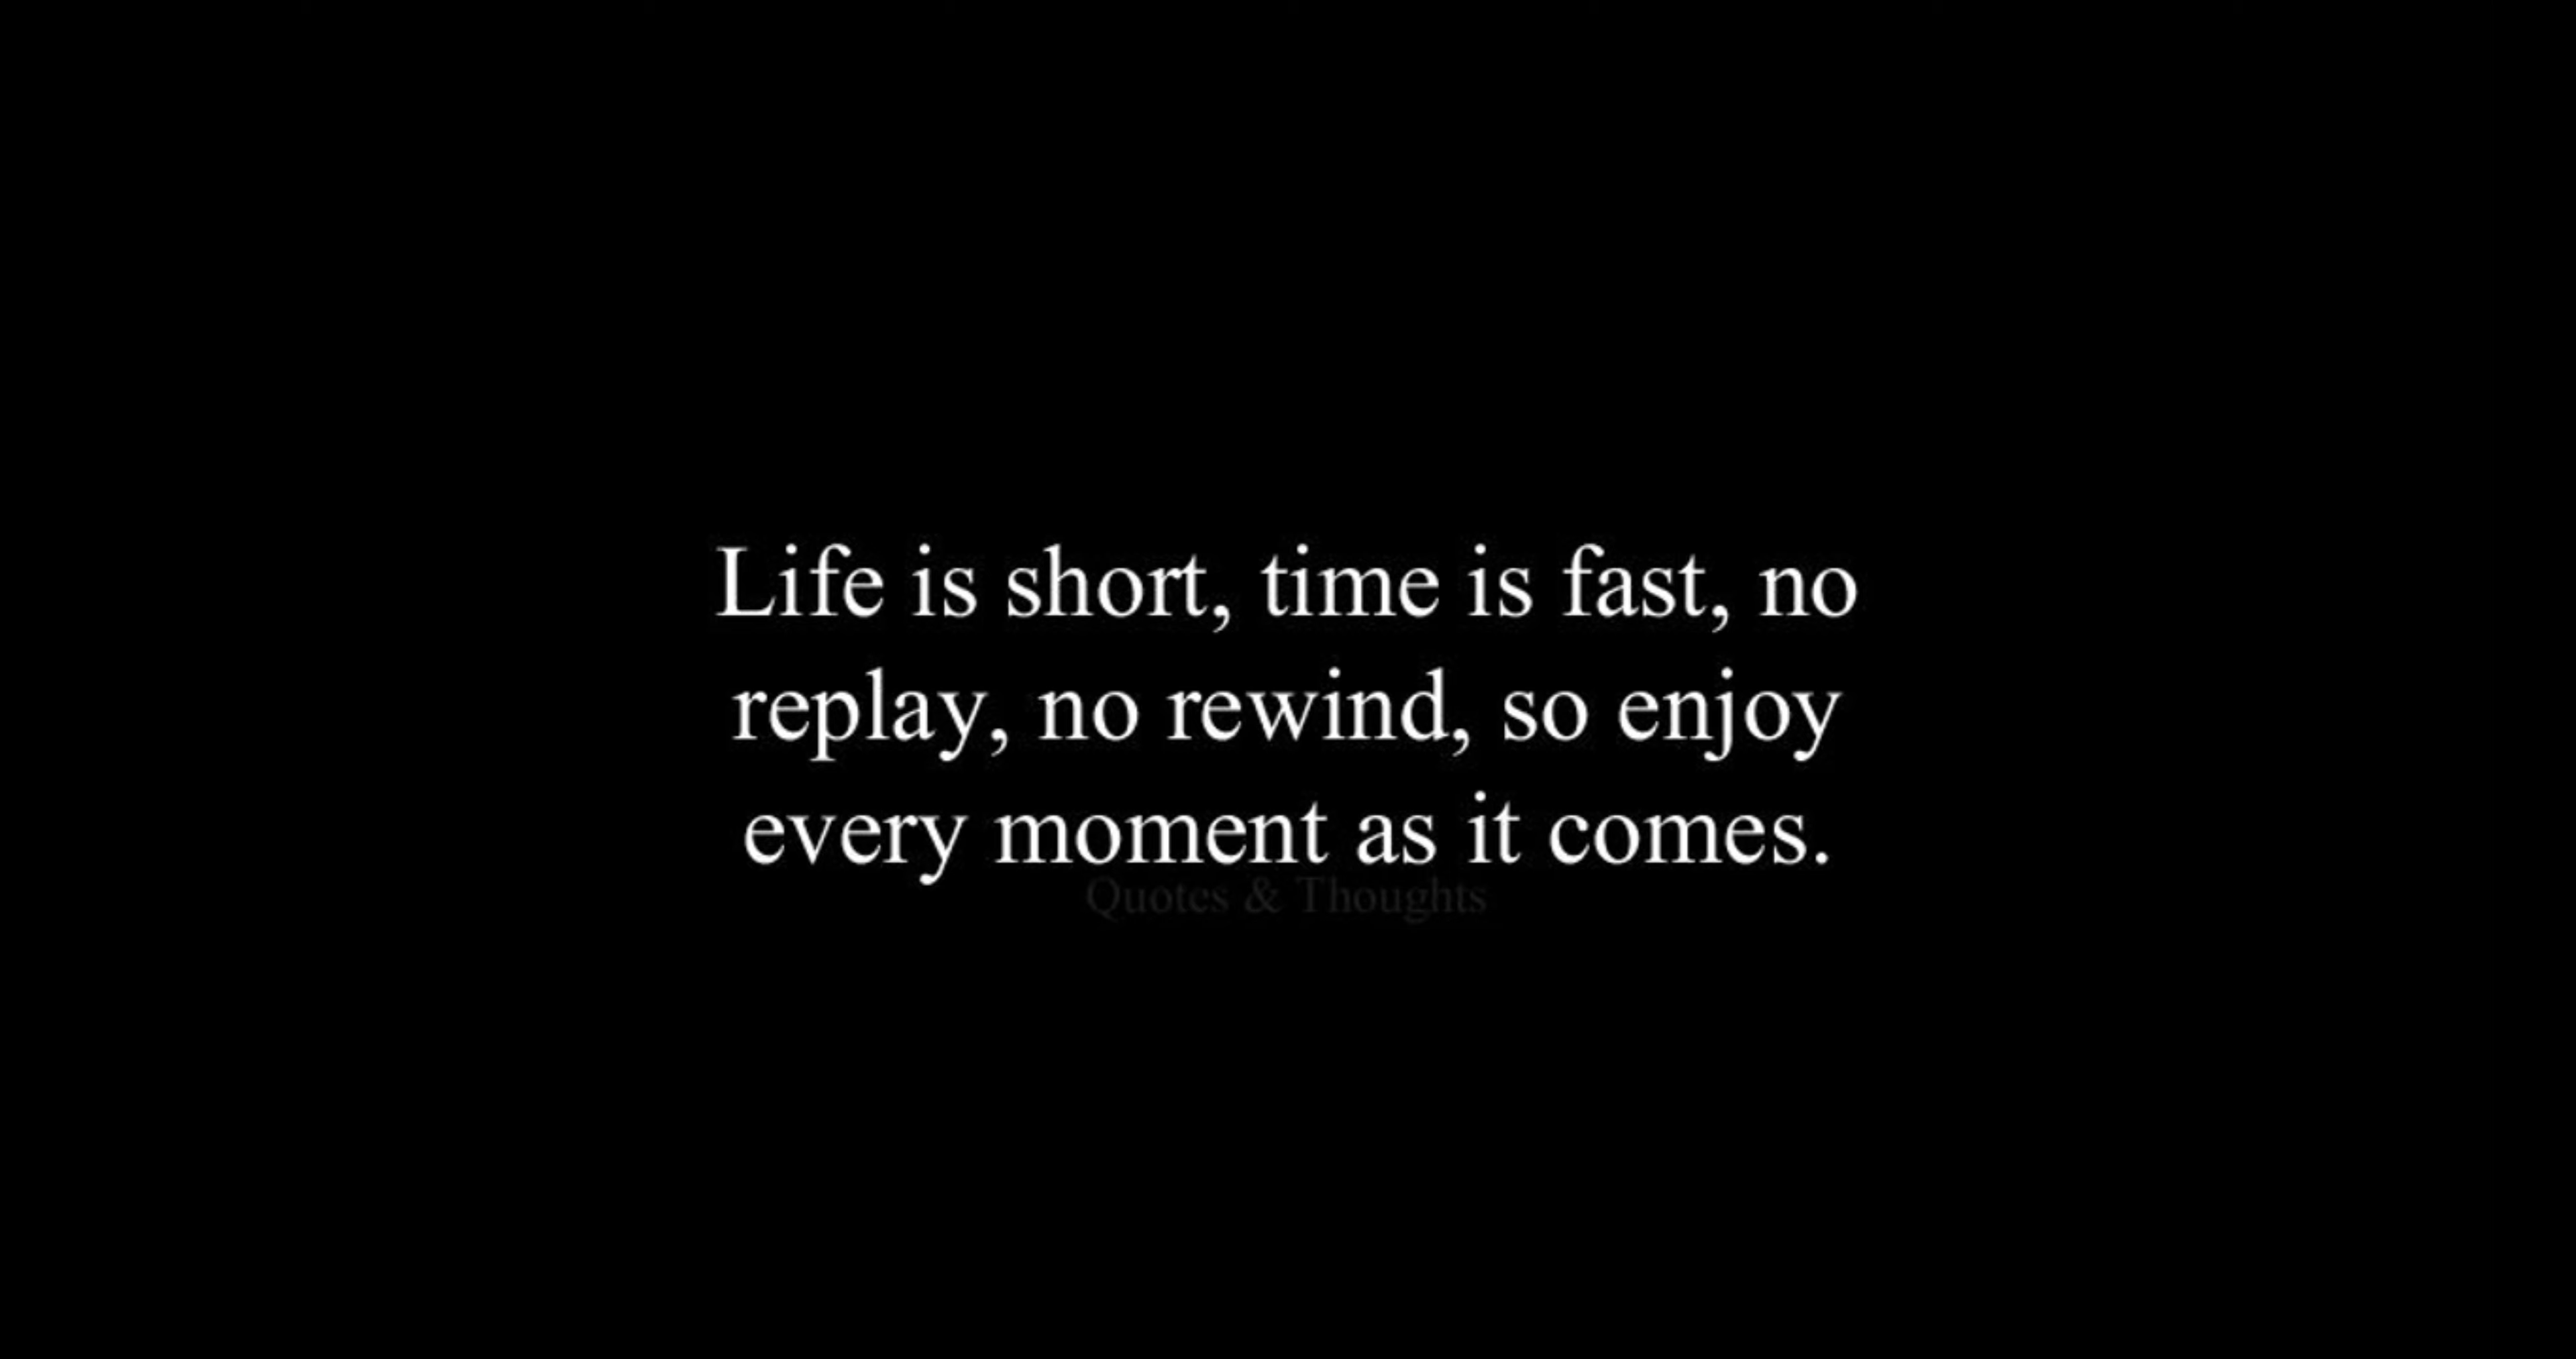 Life is short, time is fast, no
replay, no rewind, so enjoy
every moment as it comes.
Quotes & Thoughts